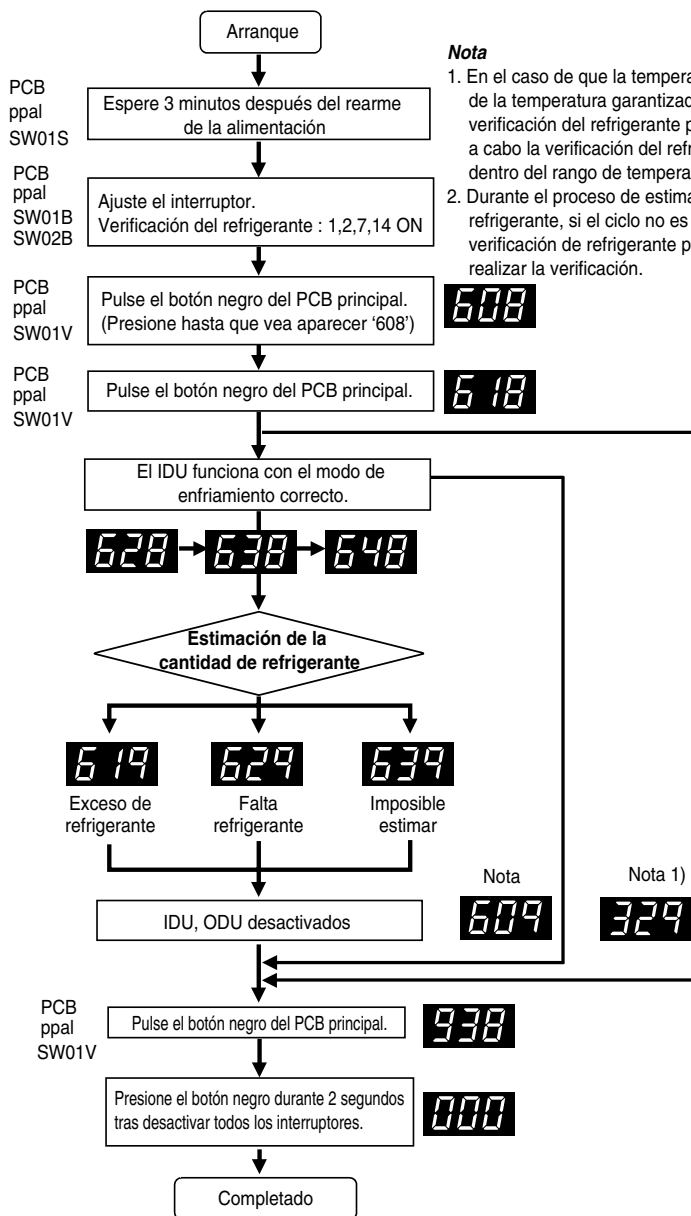 Arranque
Nota
1. En el caso de que la
de la temperatura
verificación del refrigerante
a cabo la verificación del
dentro del rango de
2. Durante el proceso de
refrigerante, si el ciclo no es
verificación de refrigerante
realizar la verificación.
PCB
ppal
SW01S
Espere 3 minutos después del rearme
de la alimentación
PCB
ppal
SW01B
SW02B
Ajuste el interruptor.
Verificación del refrigerante : 1,2,7,14 ON
PCB
ppal
SW01V
Pulse el botón negro del PCB principal.
(Presione hasta que vea aparecer ‘608’)
608
PCB
ppal
SW01V
Pulse el botón negro del PCB principal.
618
El IDU funciona con el modo de
enfriamiento correcto.
628 638 648
Estimación de la
cantidad de refrigerante
619 629 639
Exceso de
refrigerante
Falta
refrigerante
Imposible
estimar
Nota
Nota 1)
IDU, ODU desactivados
609 329
PCB
ppal
SW01V
Pulse el botón negro del PCB principal.
938
Presione el botón negro durante 2 segundos
tras desactivar todos los interruptores.
000
Completado